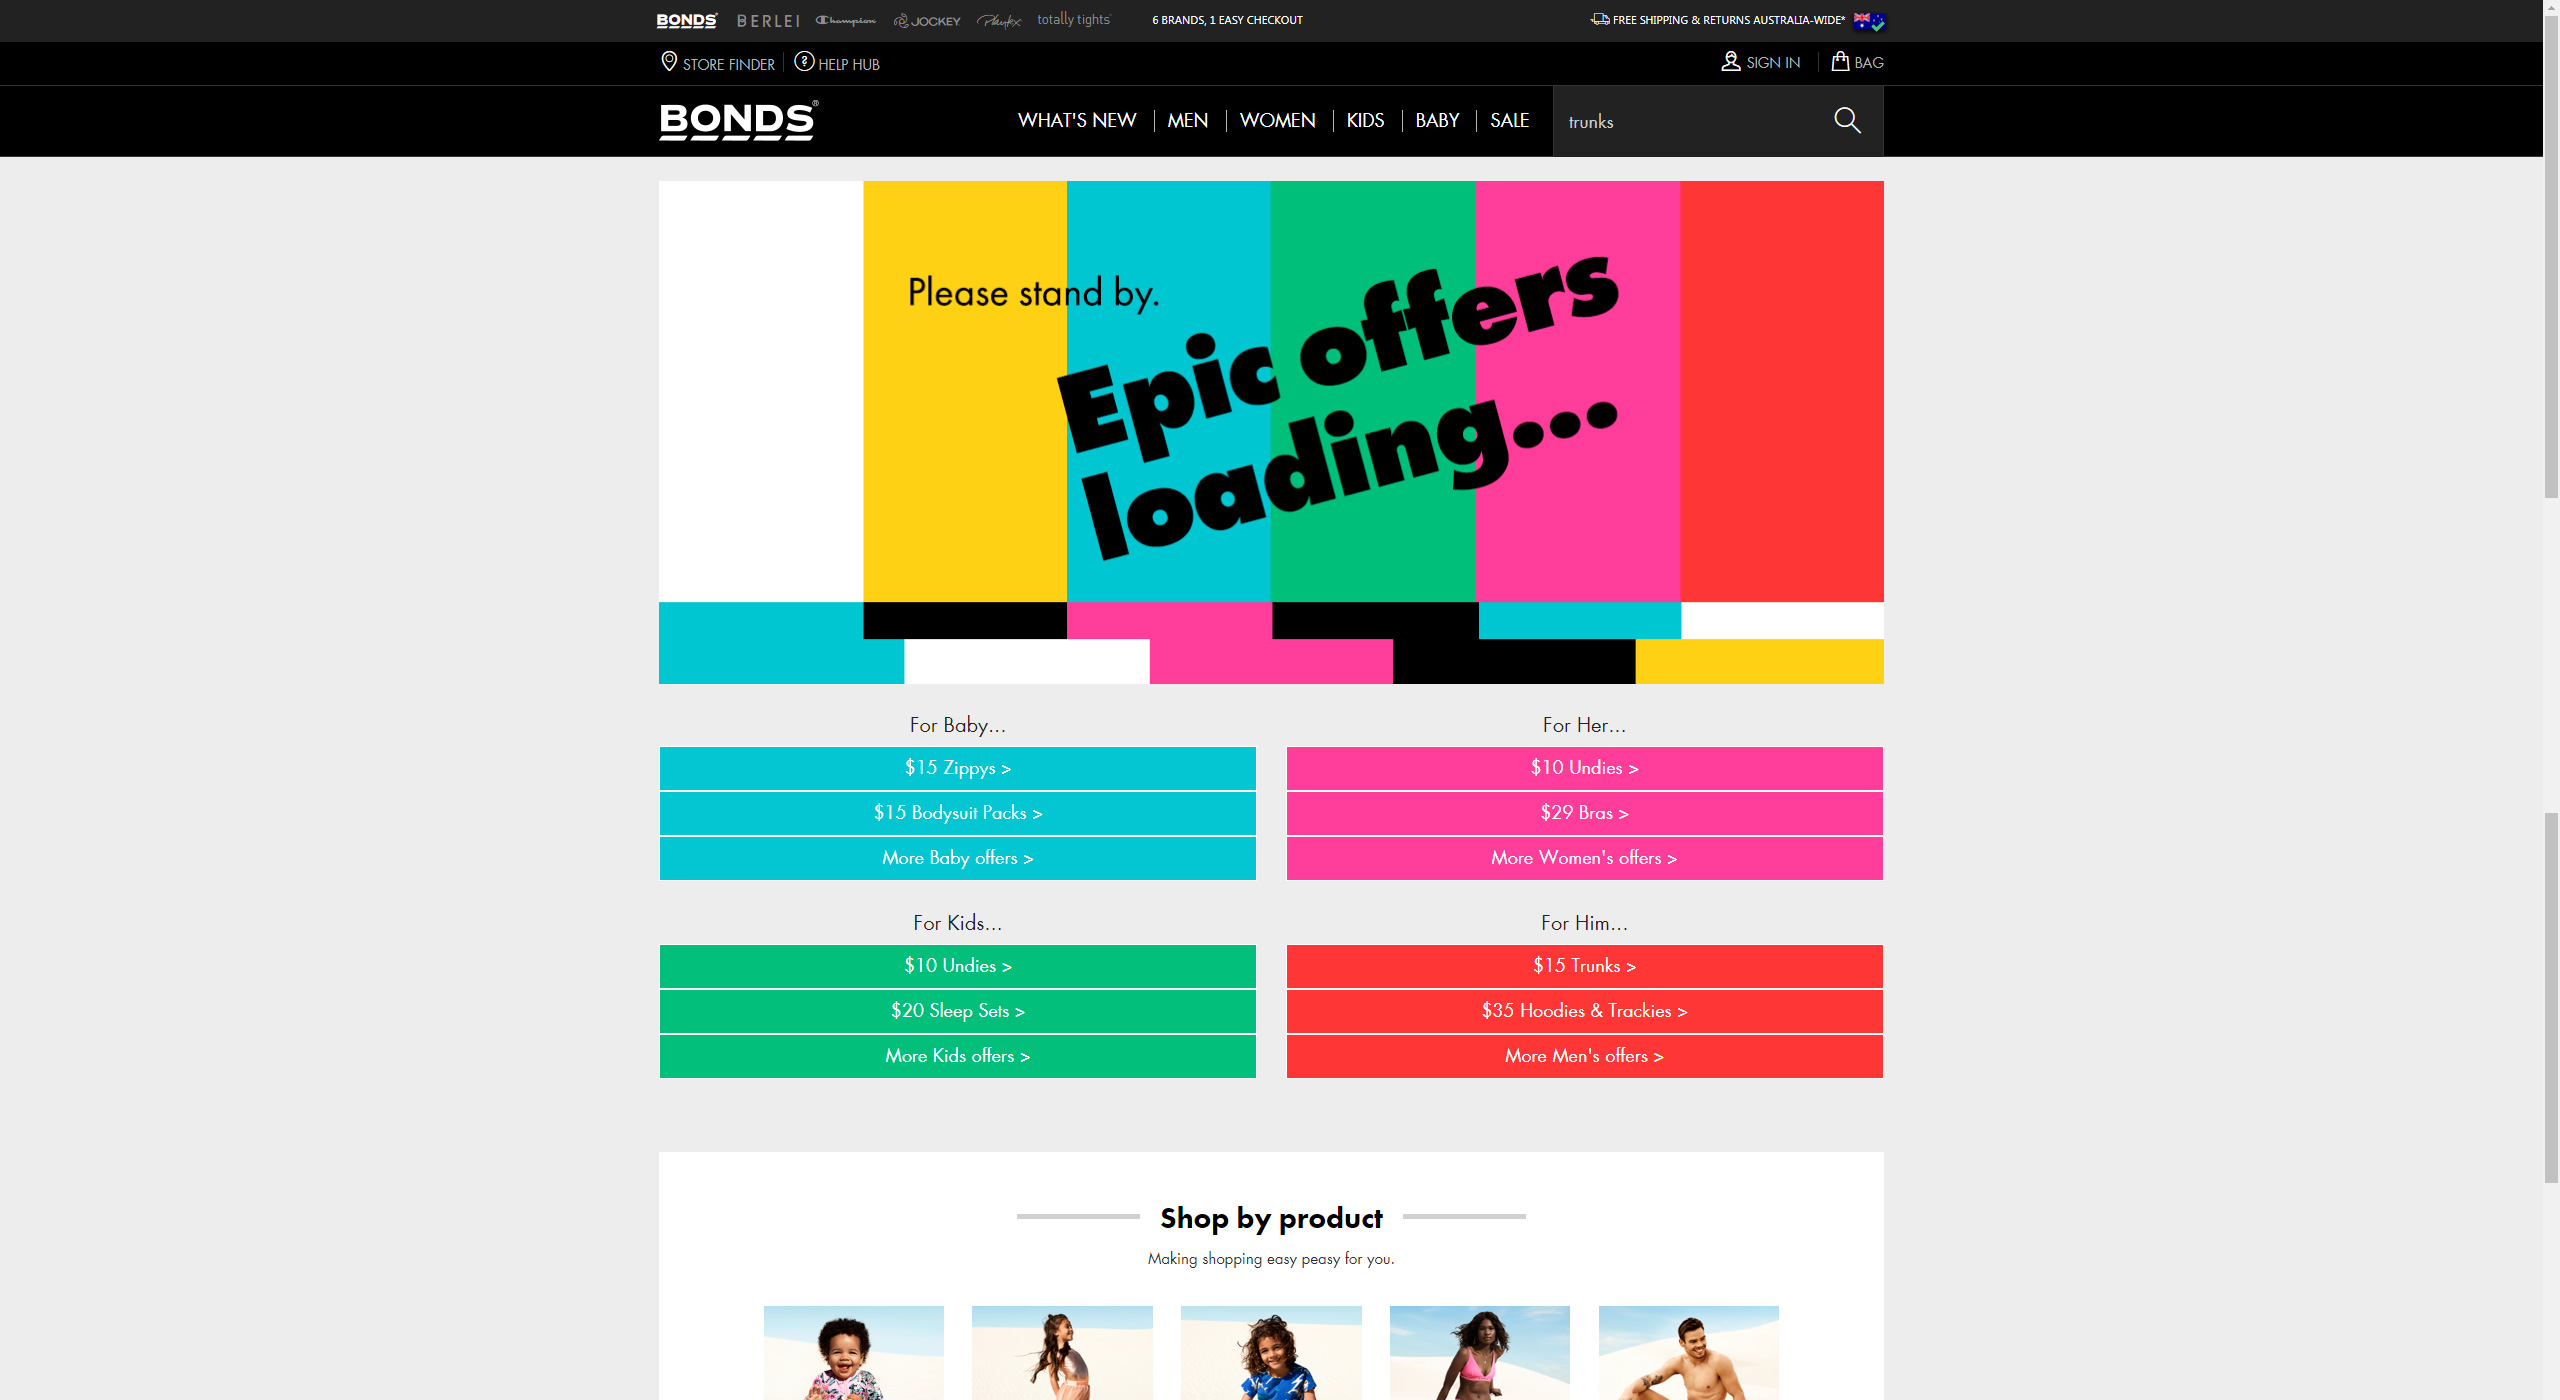 BONDS
BERLEI
Champion
JOCKEY
Playtex
totally tights
6 BRANDS, 1 EASY CHECKOUT
FREE SHIPPING & RETURNS AUSTRALIA-WIDE*
STORE FINDER
HELP HUB
SIGN IN
BAG
BONDS®
WHAT'S NEW
MEN
WOMEN
KIDS
BABY
SALE
trunks
Please stand by.
Epic offers
loading...
For Baby...
$15 Zippys >
$15 Bodysuit Packs >
More Baby offers >
For Her...
$10 Undies >
$29 Bras >
More Women's offers >
For Kids...
$10 Undies >
$20 Sleep Sets >
More Kids offers >
For Him...
$15 Trunks >
$35 Hoodies & Trackies >
More Men's offers >
Shop by product
Making shopping easy peasy for you.